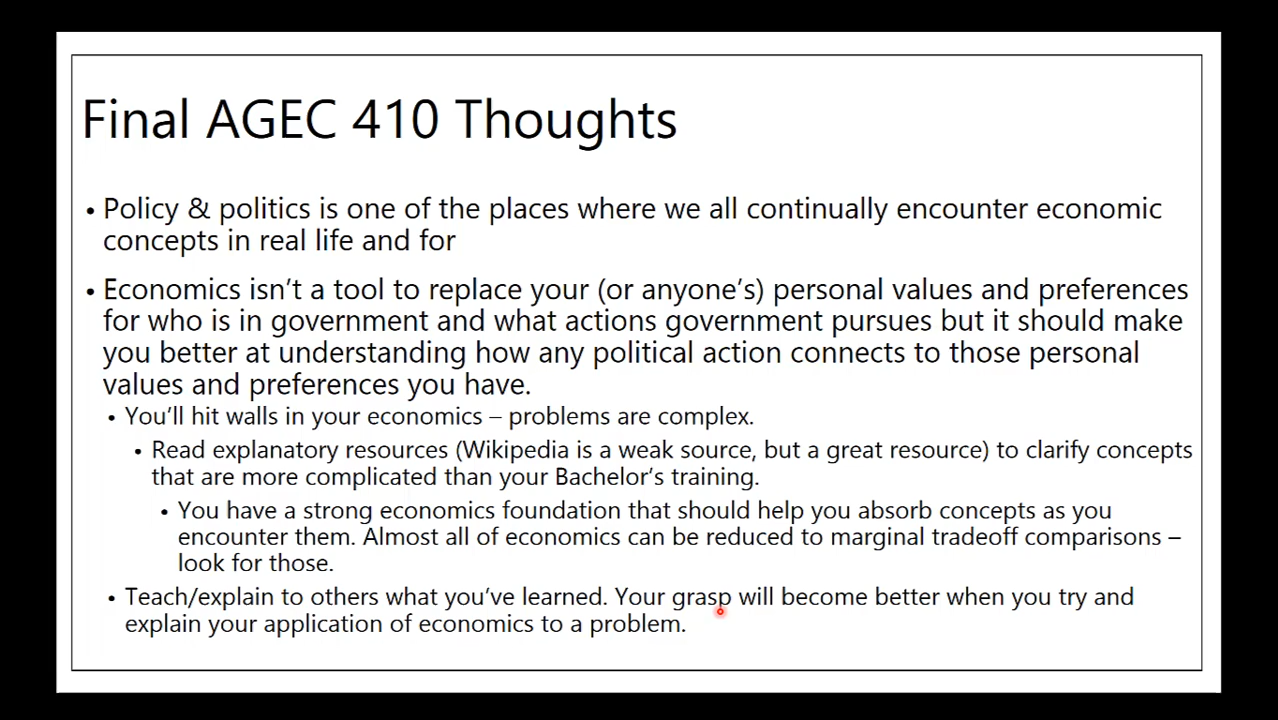 Final AGEC 410 Thoughts
• Policy & politics is one of the places where we all continually encounter economic
concepts in real life and for
• Economics isn’t a tool to replace your (or anyone’s) personal values and preferences
for who is in government and what actions government pursues but it should make
you better at understanding how any political action connects to those personal
values and preferences you have.
• You’ll hit walls in your economics – problems are complex.
• Read explanatory resources (Wikipedia is a weak source, but a great resource) to clarify concepts
that are more complicated than your Bachelor’s training.
• You have a strong economics foundation that should help you absorb concepts as you
encounter them. Almost all of economics can be reduced to marginal tradeoff comparisons –
look for those.
• Teach/explain to others what you’ve learned. Your grasp will become better when you try and
explain your application of economics to a problem.